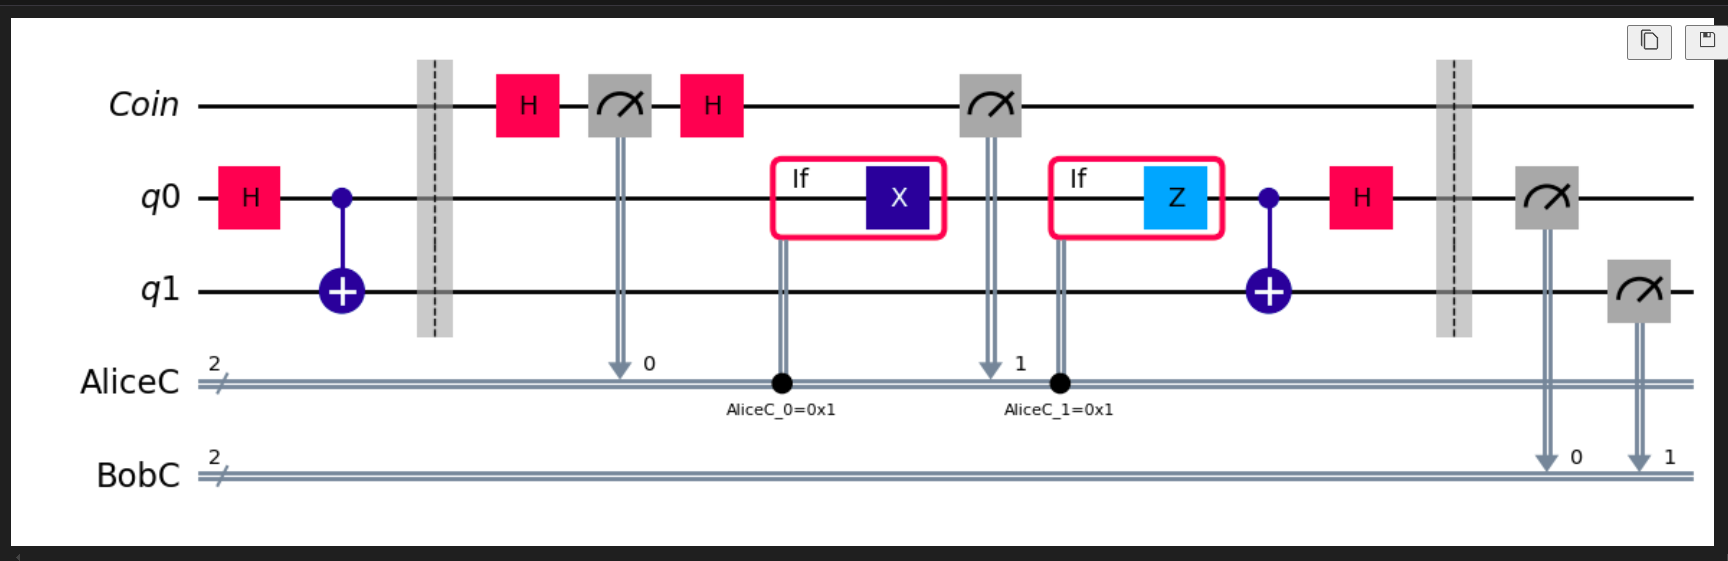 Coin H H
If If
q0 H X Z H
q1
2 0 1
AliceC
AliceC_0=0x1 AliceC_1=0x1
2 0 1
BobC